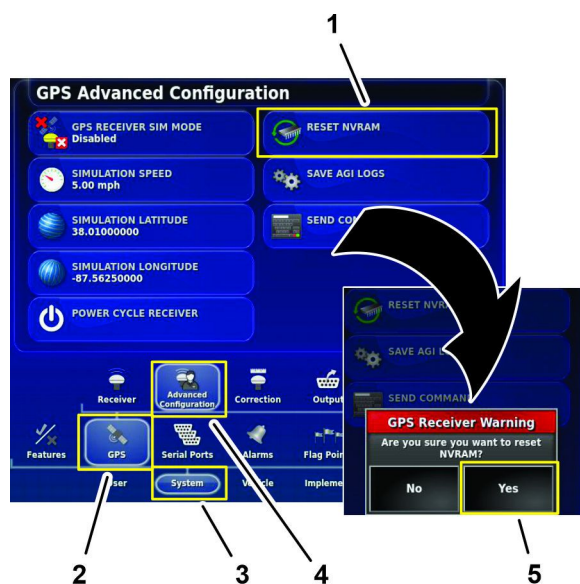 1
GPS Advanced Configuration
GPS RECEIVER SIM MODE
Disabled
RESET NVRAM
SIMULATION SPEED
5.00 mph
SAVE AGI LOGS
SIMULATION LATITUDE
38.01000000
SEND COM
SIMULATION LONGITUDE
-87.56250000
POWER CYCLE RECEIVER
RESET NVR
SAVE AGI L
SEND COMMAN
Receiver
Advanced
Configuration
Correction
Output
GPS Receiver Warning
Are you sure you want to reset
NVRAM?
No
Yes
Features
GPS
Serial Ports
Alarms
Flag Poin
User
System
Vehicle
Impleme
2
3
4
5